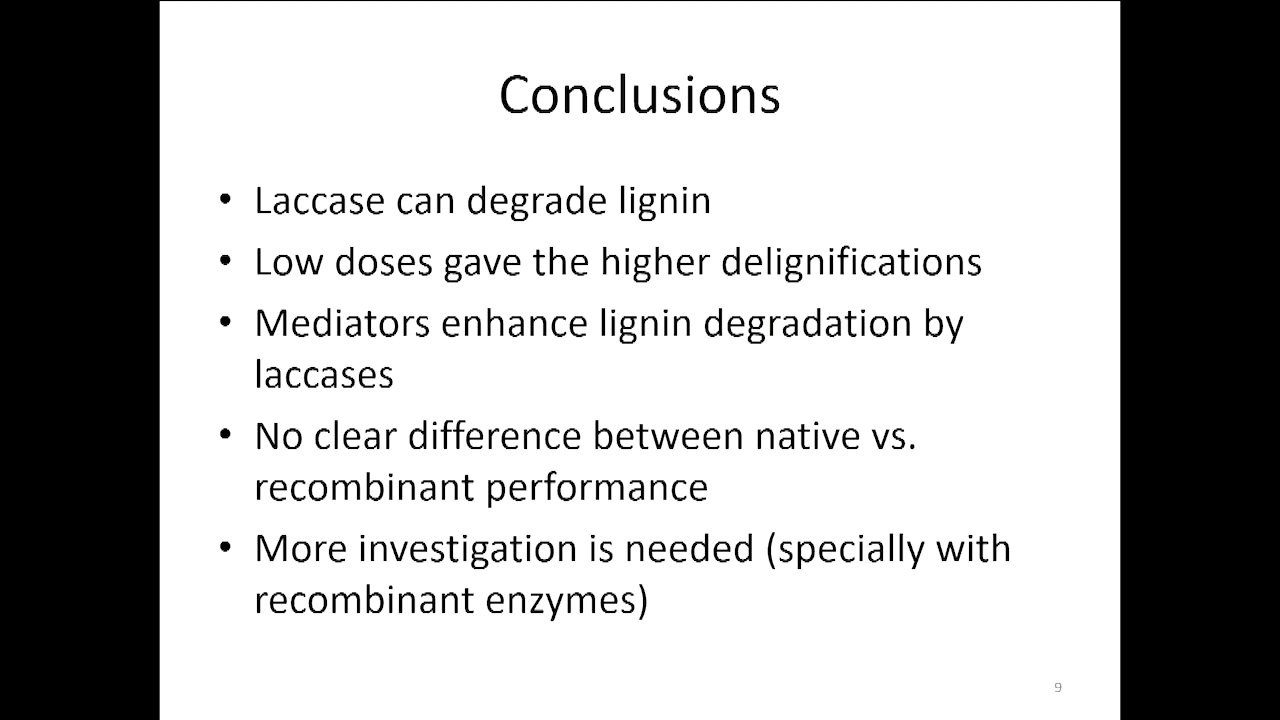 Conclusions
• Laccase can degrade lignin
• Low doses gave the higher delignifications
• Mediators enhance lignin degradation by
laccases
• No clear difference between native vs.
recombinant performance
• More investigation is needed (specially with
recombinant enzymes)
9